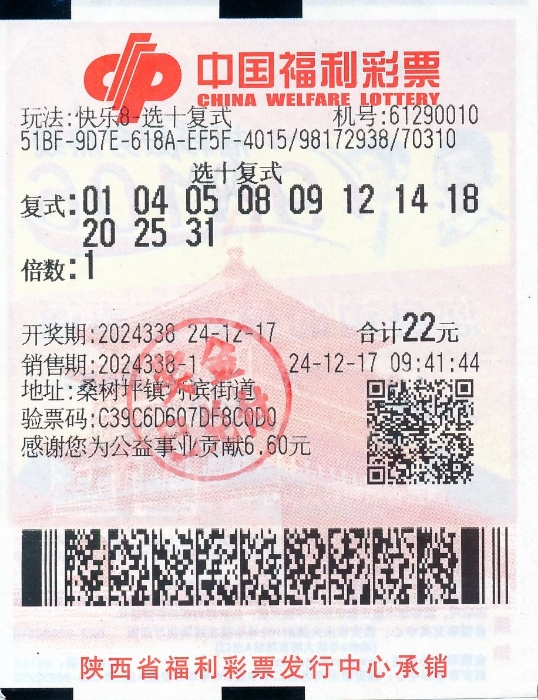 中国福利彩票
CHINA WELFARE LOTTERY
玩法:快乐8-选十复式 机号:61290010
51BF-9D7E-618A-EF5F-4015/98172938/70310
选十复式
复式:01 04 05 08 09 12 14 18
20 25 31
倍数:1
开奖期:2024338 24-12-17 合计22元
销售期:2024338-1 24-12-17 09:41:44
地址:桑树坪镇 滨街道
验票码:C39C6D607DF8C0D0
感谢您为公益事业贡献6.60元
陕西省福利彩票发行中心承销